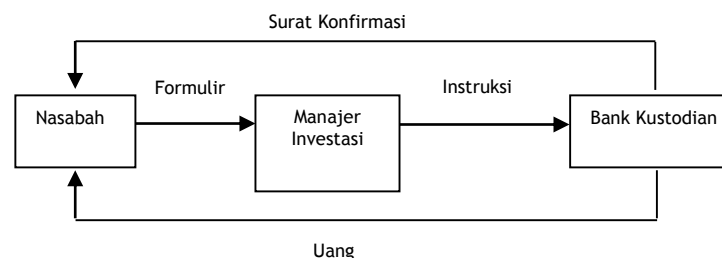 Surat Konfirmasi
Formulir
Instruksi
Nasabah
Manajer
Investasi
Bank Kustodian
Uang